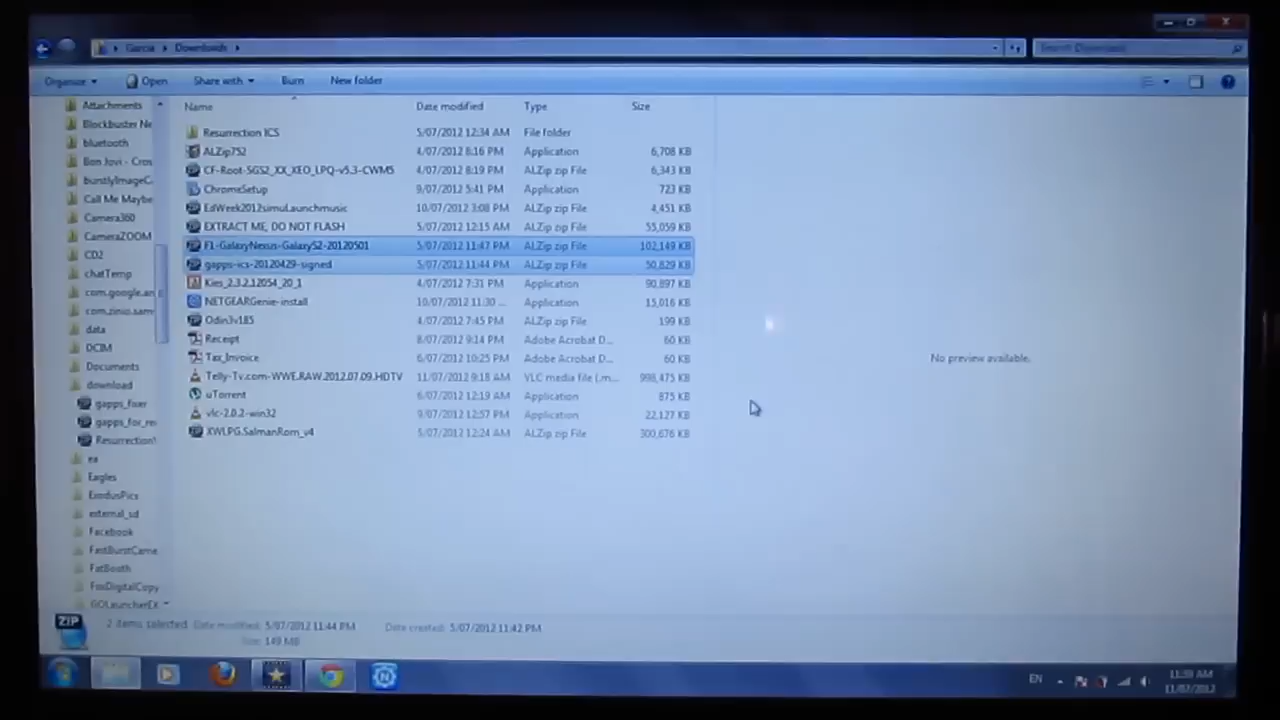 Garcia Downloads
Search Downloads
Organize Open Share with Burn New folder
Name Date modified Type Size
Attachments
Blockbuster Ne
bluetooth
Bon Jovi - Cros
burstlyImageC
Call Me Maybe
Camera360
CameraZOOM
CD2
chatTemp
com.google.an
com.zinio.sam
data
DCIM
Documents
download
gapps_fixer
gapps_for_re
Resurrection
ea
Eagles
ExodusPics
external_sd
Facebook
FastBurstCame
FatBooth
FoxDigitalCopy
GOLauncherEX
Resurrection ICS 5/07/2012 12:34 AM File folder
ALZip752 4/07/2012 8:16 PM Application 6,708 KB
CF-Root-SGS2_XX_XEO_LPQ-v5.3-CWM5 4/07/2012 8:19 PM ALZip zip File 6,343 KB
ChromeSetup 9/07/2012 5:41 PM Application 723 KB
EdWeek2012simuLaunchmusic 10/07/2012 3:08 PM ALZip zip File 4,451 KB
EXTRACT ME, DO NOT FLASH 5/07/2012 12:15 AM ALZip zip File 55,059 KB
F1-GalaxyNexus-GalaxyS2-20120501 5/07/2012 11:47 PM ALZip zip File 102,149 KB
gapps-ics-20120429-signed 5/07/2012 11:44 PM ALZip zip File 50,829 KB
Kies_2.3.2.12054_20_1 4/07/2012 7:31 PM Application 90,897 KB
NETGEARGenie-install 10/07/2012 11:30 ... Application 15,016 KB
Odin3v185 4/07/2012 7:45 PM ALZip zip File 199 KB
Receipt 8/07/2012 9:14 PM Adobe Acrobat D... 60 KB
Tax_Invoice 6/07/2012 10:25 PM Adobe Acrobat D... 60 KB
Telly-Tv.com-WWE.RAW.2012.07.09.HDTV 11/07/2012 9:18 AM VLC media file (.m... 998,475 KB
uTorrent 6/07/2012 12:19 AM Application 875 KB
vlc-2.0.2-win32 9/07/2012 12:57 PM Application 22,127 KB
XWLPG.SalmanRom_v4 5/07/2012 12:24 AM ALZip zip File 300,676 KB
No preview available.
ZIP
2 items selected Date modified: 5/07/2012 11:44 PM Date created: 5/07/2012 11:42 PM
Size: 149 MB
EN
11:39 AM
11/07/2012